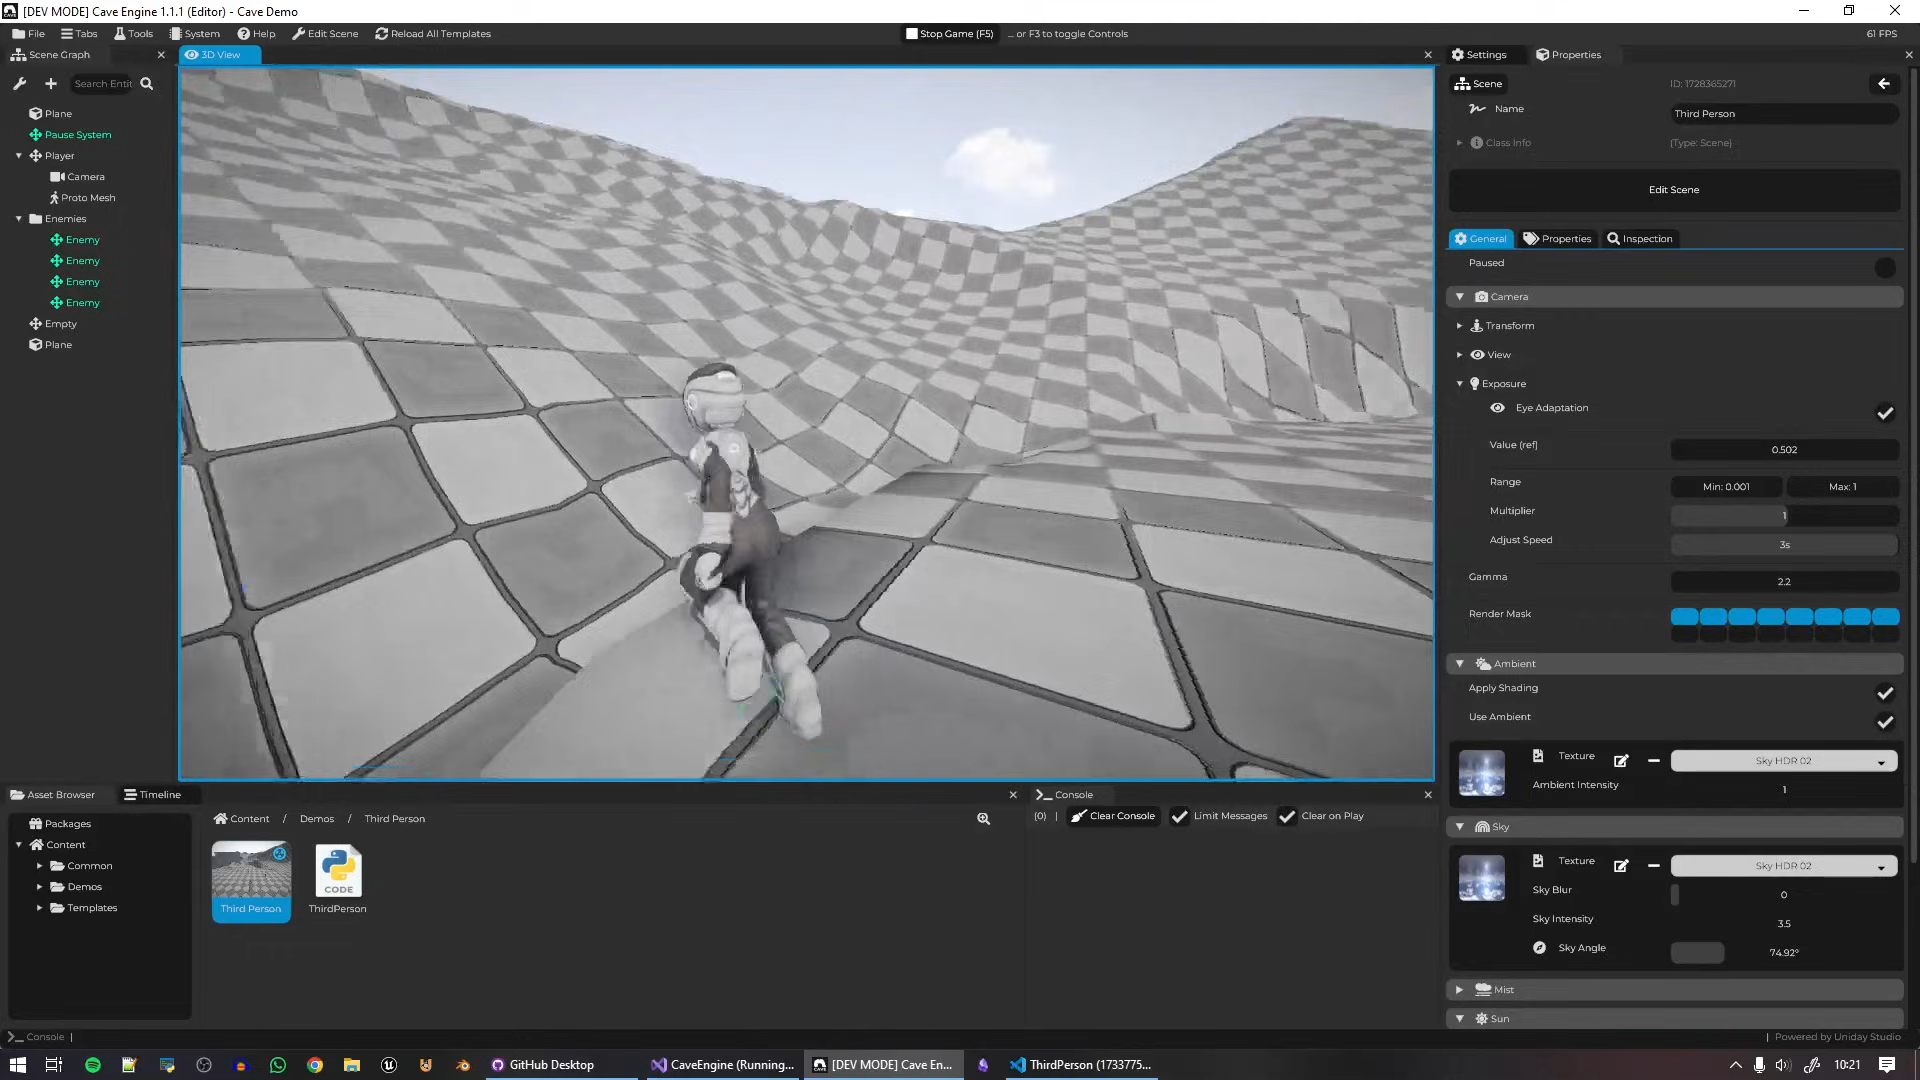 [DEV MODE] Cave Engine 1.1.1 (Editor) - Cave Demo
File Tabs Tools System Help Edit Scene Reload All Templates Stop Game (F5) ... or F3 to toggle Controls 61 FPS
Scene Graph
Search Entit
Plane
Pause System
Player
Camera
Proto Mesh
Enemies
Enemy
Enemy
Enemy
Enemy
Empty
Plane
3D View
Settings Properties
Scene ID: 1728365271
Name Third Person
Class Info (Type: Scene)
Edit Scene
General Properties Inspection
Paused
Camera
Transform
View
Exposure
Eye Adaptation
Value (ref) 0.502
Range Min: 0.001 Max: 1
Multiplier 1
Adjust Speed 3s
Gamma 2.2
Render Mask
Ambient
Apply Shading
Use Ambient
Texture Sky HDR 02
Ambient Intensity 1
Sky
Texture Sky HDR 02
Sky Blur 0
Sky Intensity 3.5
Sky Angle 74.92°
Mist
Sun
Asset Browser Timeline
Packages
Content
Common
Demos
Templates
Content / Demos / Third Person
CODE
Third Person ThirdPerson
Console
(0) | Clear Console Limit Messages Clear on Play
Console | | Powered by Uniday Studio
GitHub Desktop CaveEngine (Running... [DEV MODE] Cave En... ThirdPerson (1733775... 10:21